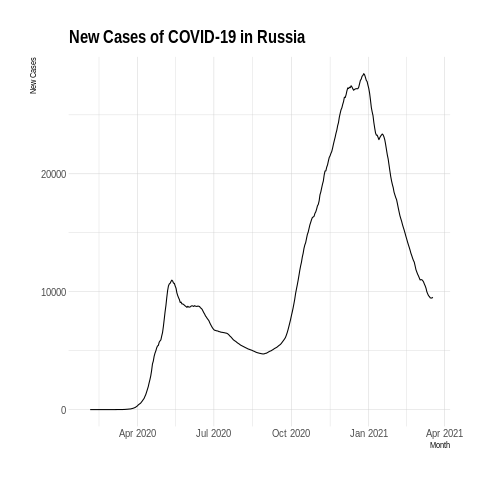 New Cases of COVID-19 in Russia
New Cases
20000
10000
0
Apr 2020 Jul 2020 Oct 2020 Jan 2021 Apr 2021
Month